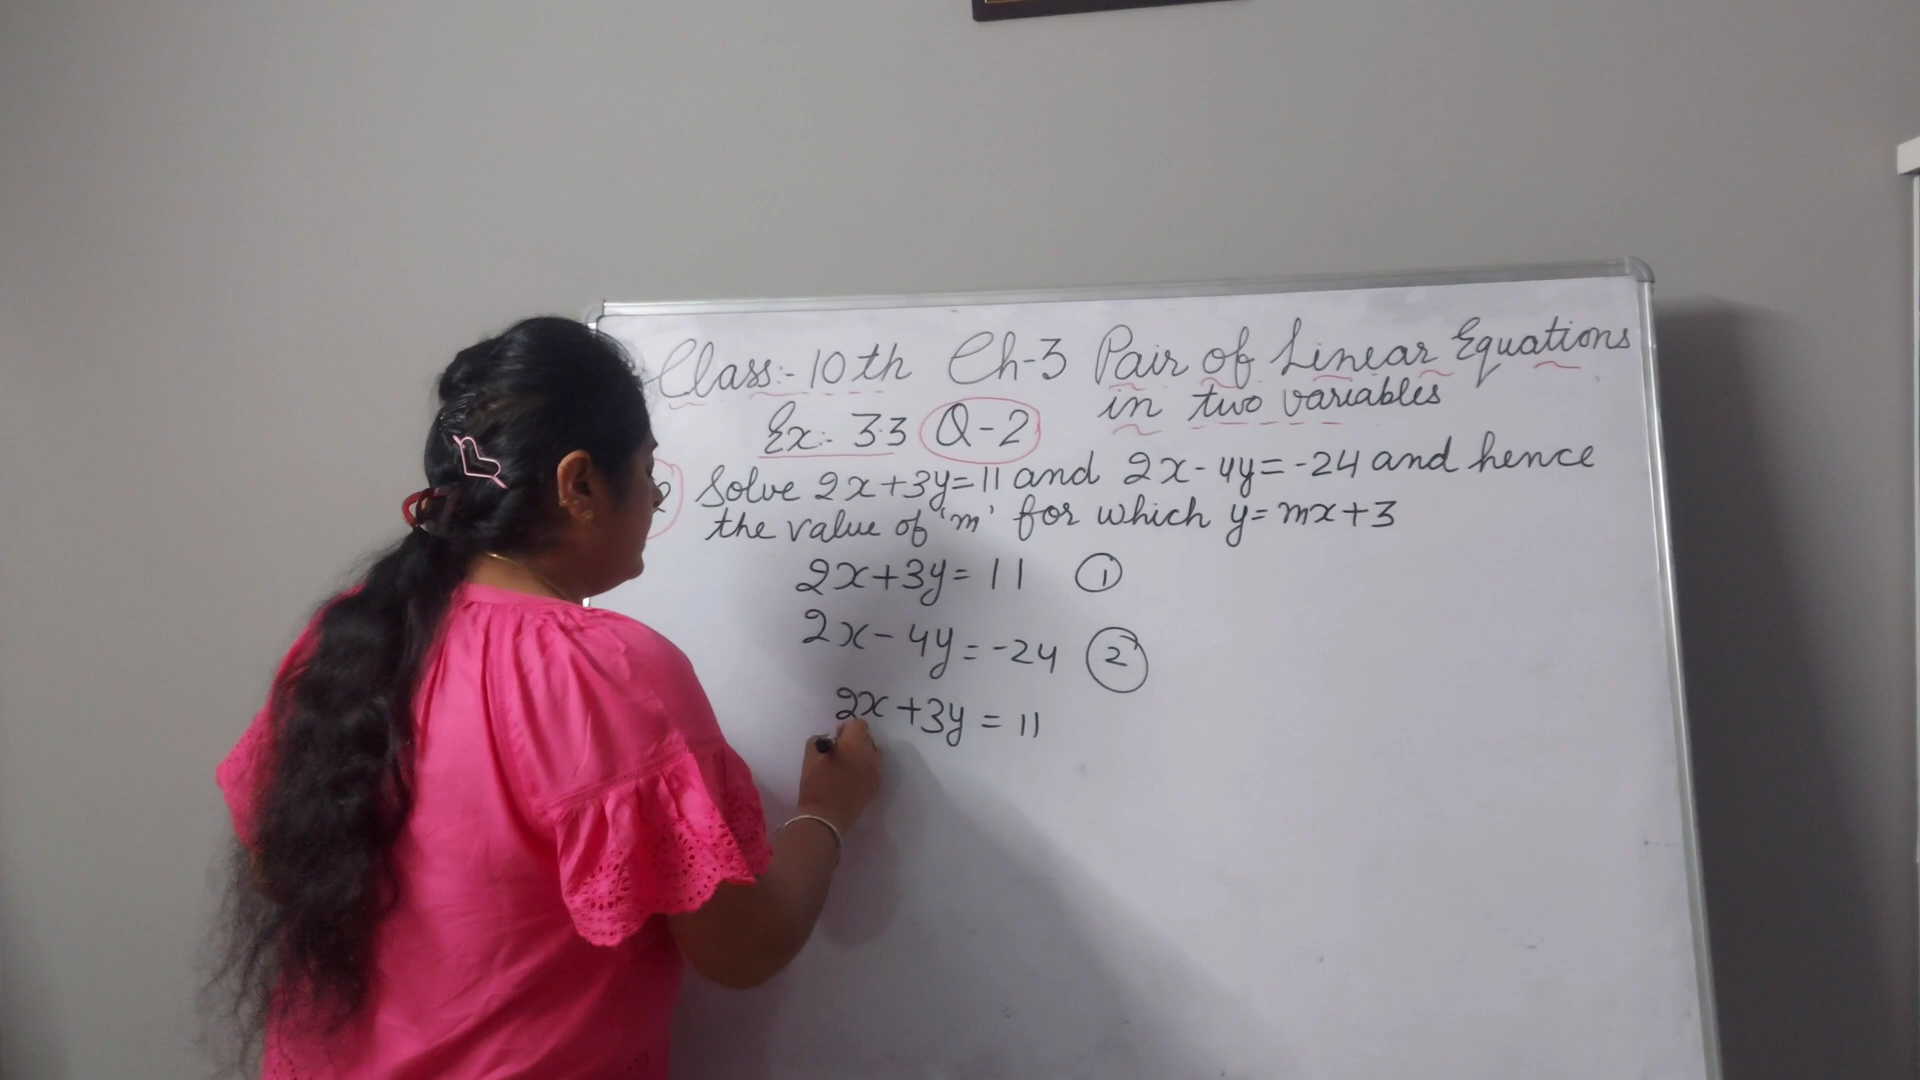 Class:- 10th Ch-3 Pair of Linear Equations
in two variables
Ex:- 3.3 Q-2
2 Solve 2x+3y=11 and 2x-4y=-24 and hence
the value of 'm' for which y=mx+3
2x+3y=11 1
2x-4y=-24 2
2x+3y=11